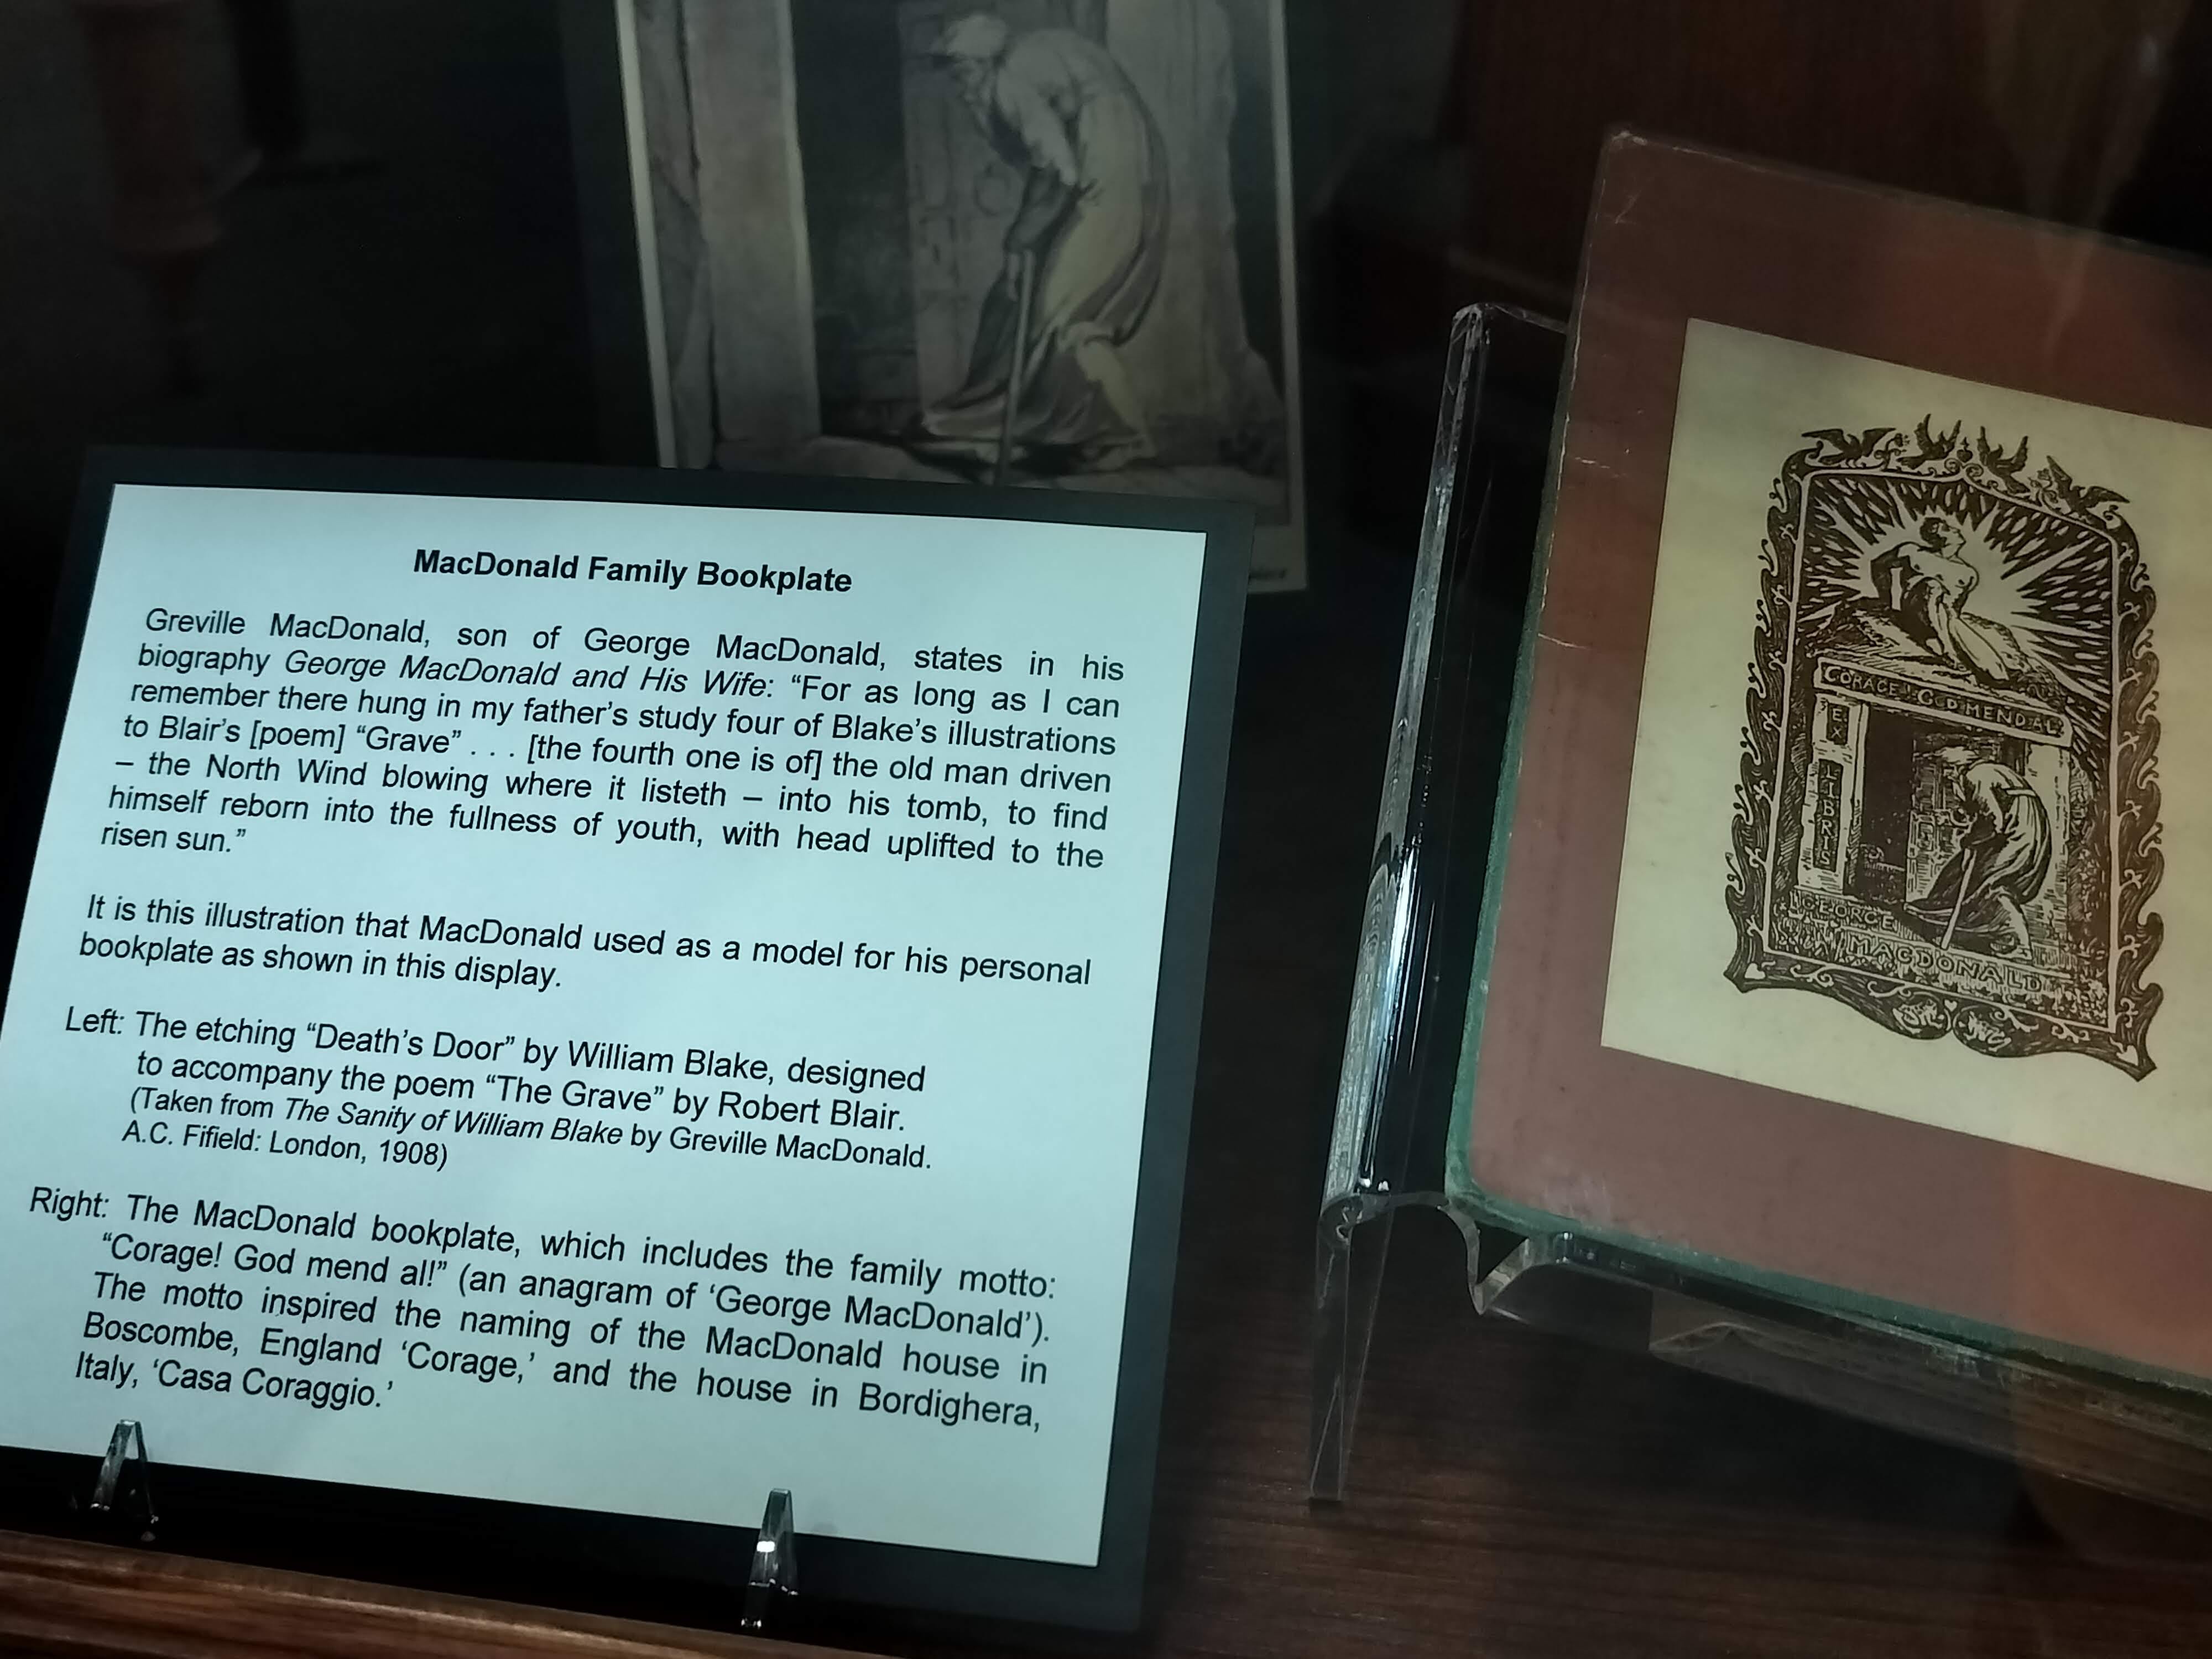 MacDonald Family Bookplate
Greville MacDonald, son of George MacDonald, states in his
biography George MacDonald and His Wife: “For as long as I can
remember there hung in my father’s study four of Blake’s illustrations
to Blair’s [poem] “Grave” . . . [the fourth one is of] the old man driven
– the North Wind blowing where it listeth – into his tomb, to find
himself reborn into the fullness of youth, with head uplifted to the
risen sun.”
It is this illustration that MacDonald used as a model for his personal
bookplate as shown in this display.
Left: The etching “Death’s Door” by William Blake, designed
to accompany the poem “The Grave” by Robert Blair.
(Taken from The Sanity of William Blake by Greville MacDonald.
A.C. Fifield: London, 1908)
Right: The MacDonald bookplate, which includes the family motto:
“Corage! God mend al!” (an anagram of ‘George MacDonald’).
The motto inspired the naming of the MacDonald house in
Boscombe, England ‘Corage,’ and the house in Bordighera,
Italy, ‘Casa Coraggio.’
CORAGE! GOD MEND AL!
EX
LIBRIS
GEORGE
MACDONALD